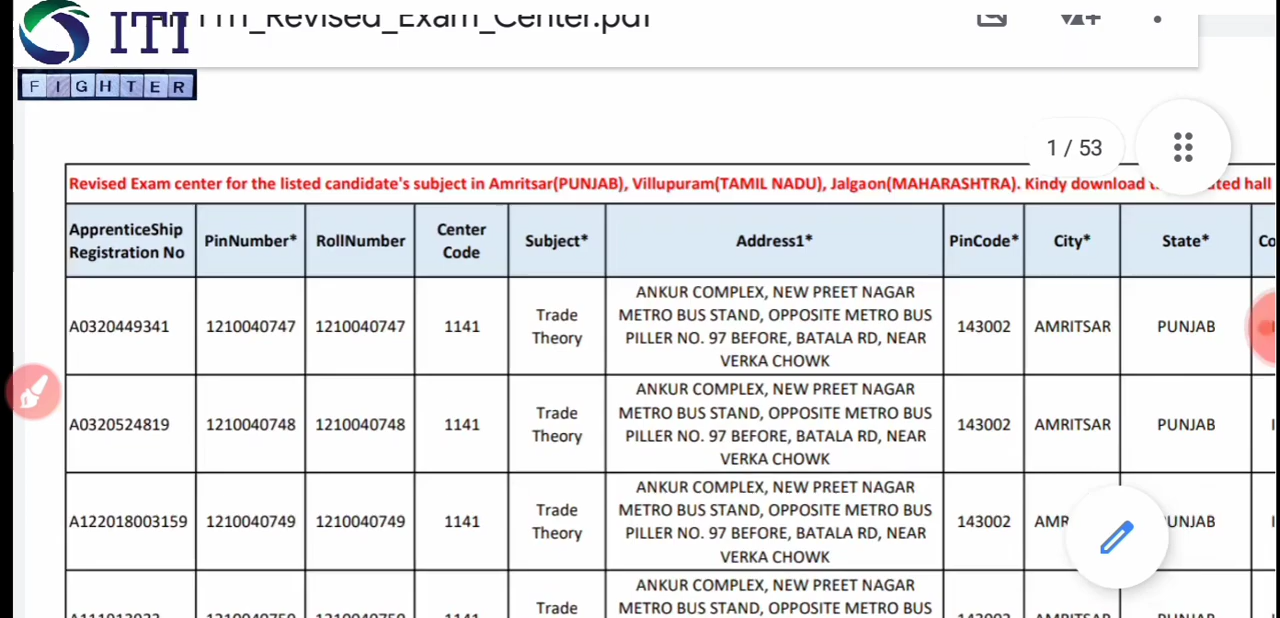 ITI
FIGHTER
111_Revised_Exam_Center.pdf
1 / 53
Revised Exam center for the listed candidate's subject in Amritsar(PUNJAB), Villupuram(TAMIL NADU), Jalgaon(MAHARASHTRA). Kindy download hall
ApprenticeShip Registration No PinNumber* RollNumber Center Code Subject* Address1* PinCode* City* State*
A0320449341 1210040747 1210040747 1141 Trade Theory ANKUR COMPLEX, NEW PREET NAGAR
METRO BUS STAND, OPPOSITE METRO BUS
PILLER NO. 97 BEFORE, BATALA RD, NEAR
VERKA CHOWK 143002 AMRITSAR PUNJAB
A0320524819 1210040748 1210040748 1141 Trade Theory ANKUR COMPLEX, NEW PREET NAGAR
METRO BUS STAND, OPPOSITE METRO BUS
PILLER NO. 97 BEFORE, BATALA RD, NEAR
VERKA CHOWK 143002 AMRITSAR PUNJAB
A122018003159 1210040749 1210040749 1141 Trade Theory ANKUR COMPLEX, NEW PREET NAGAR
METRO BUS STAND, OPPOSITE METRO BUS
PILLER NO. 97 BEFORE, BATALA RD, NEAR
VERKA CHOWK 143002
Trade ANKUR COMPLEX, NEW PREET NAGAR
METRO BUS STAND, OPPOSITE METRO BUS